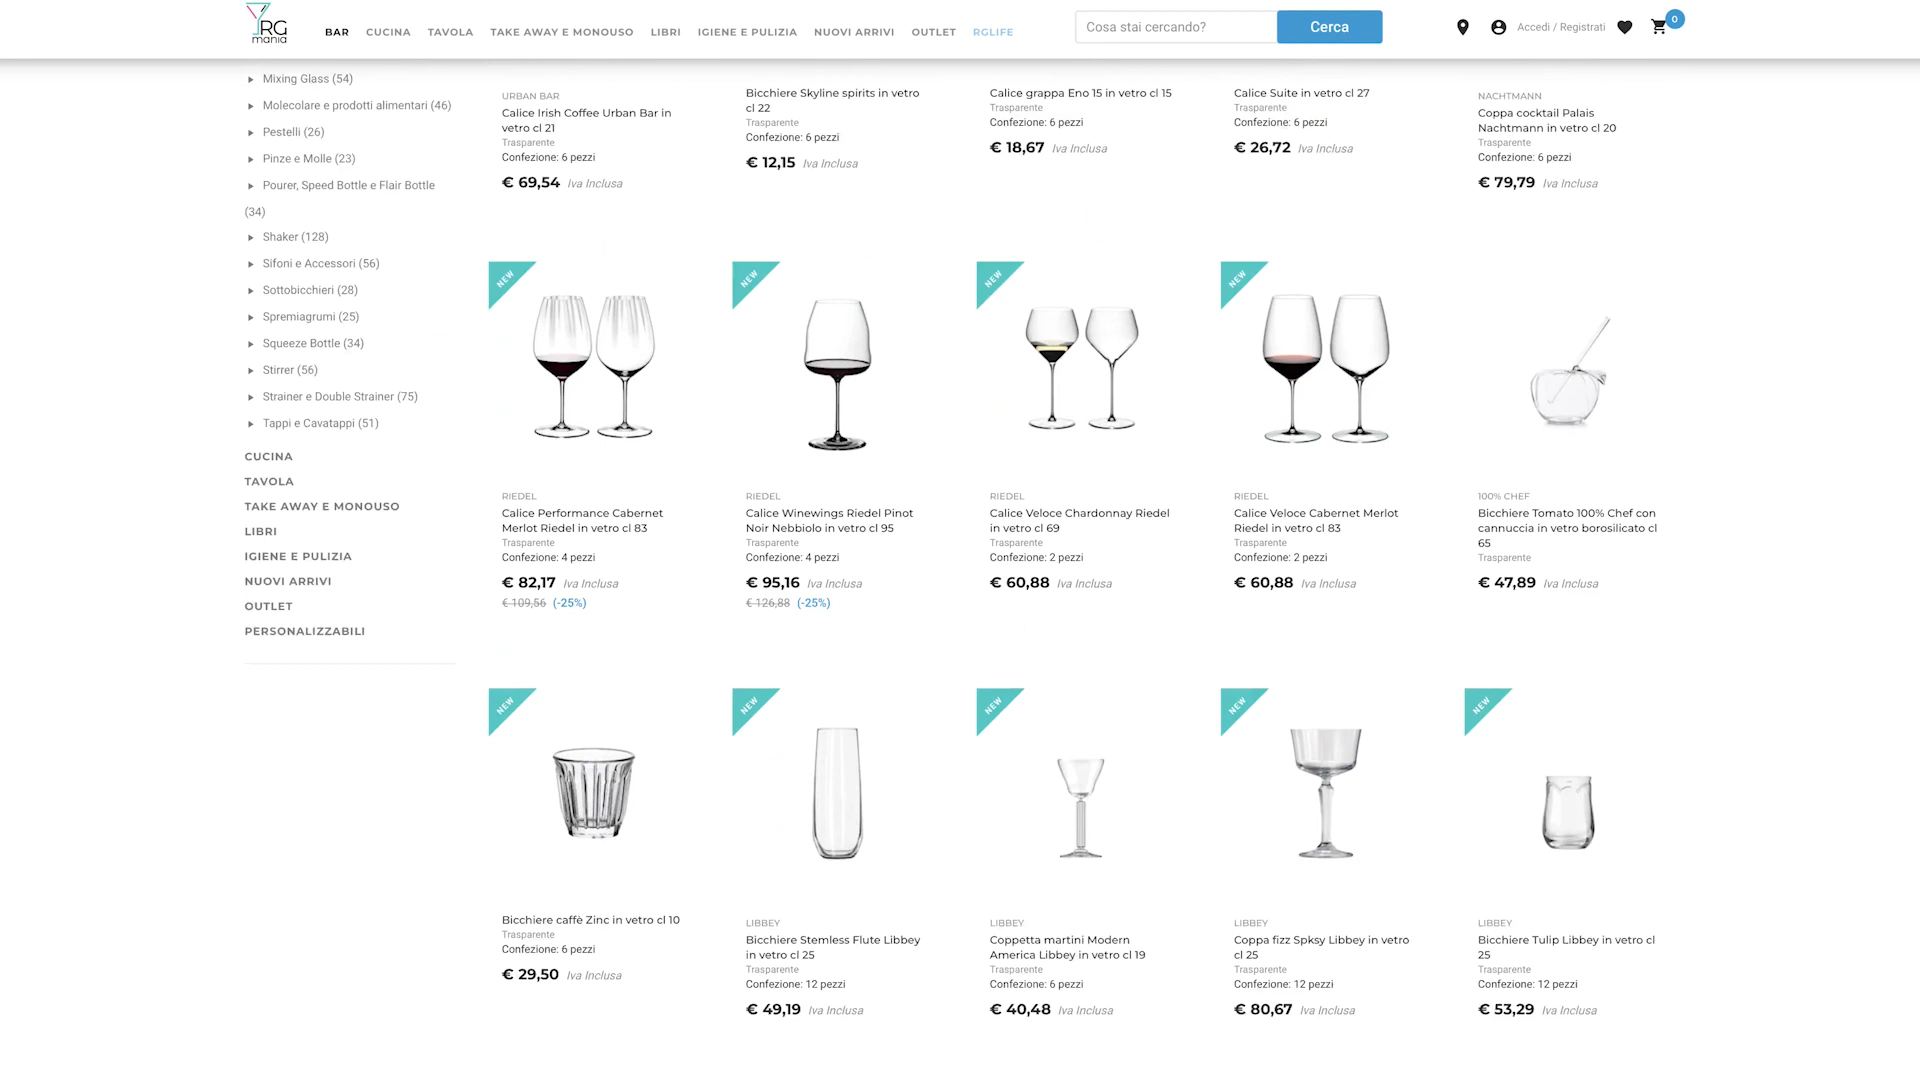 RG
mania
BAR
CUCINA
TAVOLA
TAKE AWAY E MONOUSO
LIBRI
IGIENE E PULIZIA
NUOVI ARRIVI
OUTLET
RGLIFE
Cosa stai cercando?
Cerca
Accedi / Registrati
0
Mixing Glass (54)
Molecolare e prodotti alimentari (46)
Pestelli (26)
Pinze e Molle (23)
Pourer, Speed Bottle e Flair Bottle
(34)
Shaker (128)
Sifoni e Accessori (56)
Sottobicchieri (28)
Spremiagrumi (25)
Squeeze Bottle (34)
Stirrer (56)
Strainer e Double Strainer (75)
Tappi e Cavatappi (51)
CUCINA
TAVOLA
TAKE AWAY E MONOUSO
LIBRI
IGIENE E PULIZIA
NUOVI ARRIVI
OUTLET
PERSONALIZZABILI
URBAN BAR
Calice Irish Coffee Urban Bar in
vetro cl 21
Trasparente
Confezione: 6 pezzi
€ 69,54 Iva Inclusa
Bicchiere Skyline spirits in vetro
cl 22
Trasparente
Confezione: 6 pezzi
€ 12,15 Iva Inclusa
Calice grappa Eno 15 in vetro cl 15
Trasparente
Confezione: 6 pezzi
€ 18,67 Iva Inclusa
Calice Suite in vetro cl 27
Trasparente
Confezione: 6 pezzi
€ 26,72 Iva Inclusa
NACHTMANN
Coppa cocktail Palais
Nachtmann in vetro cl 20
Trasparente
Confezione: 6 pezzi
€ 79,79 Iva Inclusa
NEW
RIEDEL
Calice Performance Cabernet
Merlot Riedel in vetro cl 83
Trasparente
Confezione: 4 pezzi
€ 82,17 Iva Inclusa
€ 109,56 (-25%)
NEW
RIEDEL
Calice Winewings Riedel Pinot
Noir Nebbiolo in vetro cl 95
Trasparente
Confezione: 4 pezzi
€ 95,16 Iva Inclusa
€ 126,88 (-25%)
NEW
RIEDEL
Calice Veloce Chardonnay Riedel
in vetro cl 69
Trasparente
Confezione: 2 pezzi
€ 60,88 Iva Inclusa
NEW
RIEDEL
Calice Veloce Cabernet Merlot
Riedel in vetro cl 83
Trasparente
Confezione: 2 pezzi
€ 60,88 Iva Inclusa
100% CHEF
Bicchiere Tomato 100% Chef con
cannuccia in vetro borosilicato cl
65
Trasparente
€ 47,89 Iva Inclusa
NEW
Bicchiere caffè Zinc in vetro cl 10
Trasparente
Confezione: 6 pezzi
€ 29,50 Iva Inclusa
NEW
LIBBEY
Bicchiere Stemless Flute Libbey
in vetro cl 25
Trasparente
Confezione: 12 pezzi
€ 49,19 Iva Inclusa
NEW
LIBBEY
Coppetta martini Modern
America Libbey in vetro cl 19
Trasparente
Confezione: 6 pezzi
€ 40,48 Iva Inclusa
NEW
LIBBEY
Coppa fizz Spksy Libbey in vetro
cl 25
Trasparente
Confezione: 12 pezzi
€ 80,67 Iva Inclusa
NEW
LIBBEY
Bicchiere Tulip Libbey in vetro cl
25
Trasparente
Confezione: 12 pezzi
€ 53,29 Iva Inclusa